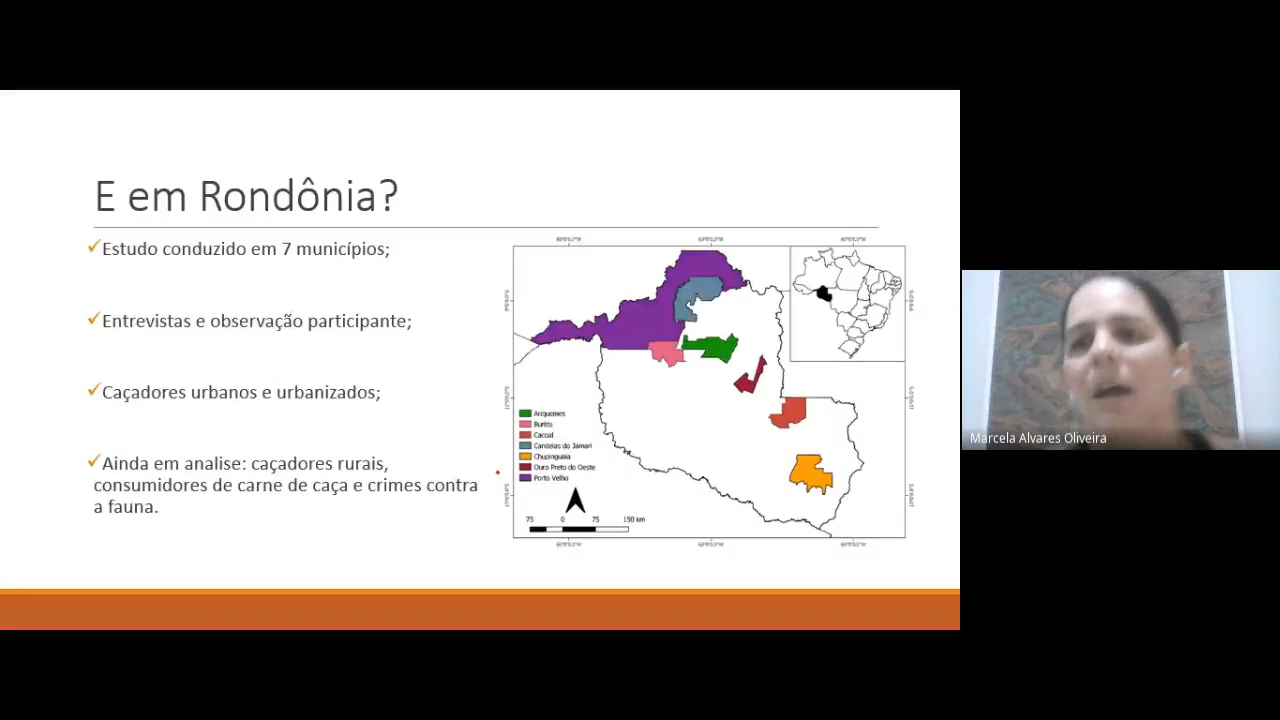 E em Rondônia?
✓Estudo conduzido em 7 municípios;
✓Entrevistas e observação participante;
✓Caçadores urbanos e urbanizados;
✓Ainda em analise: caçadores rurais,
consumidores de carne de caça e crimes contra
a fauna.
Ariquemes
Buritis
Cacoal
Candeias do Jamari
Chupinguaia
Ouro Preto do Oeste
Porto Velho
75 0 75 150 km
Marcela Alvares Oliveira